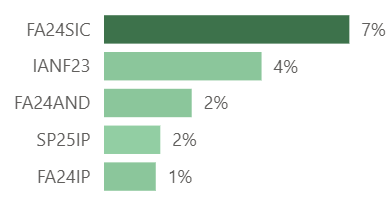 FA24SIC 7%
IANF23 4%
FA24AND 2%
SP25IP 2%
FA24IP 1%